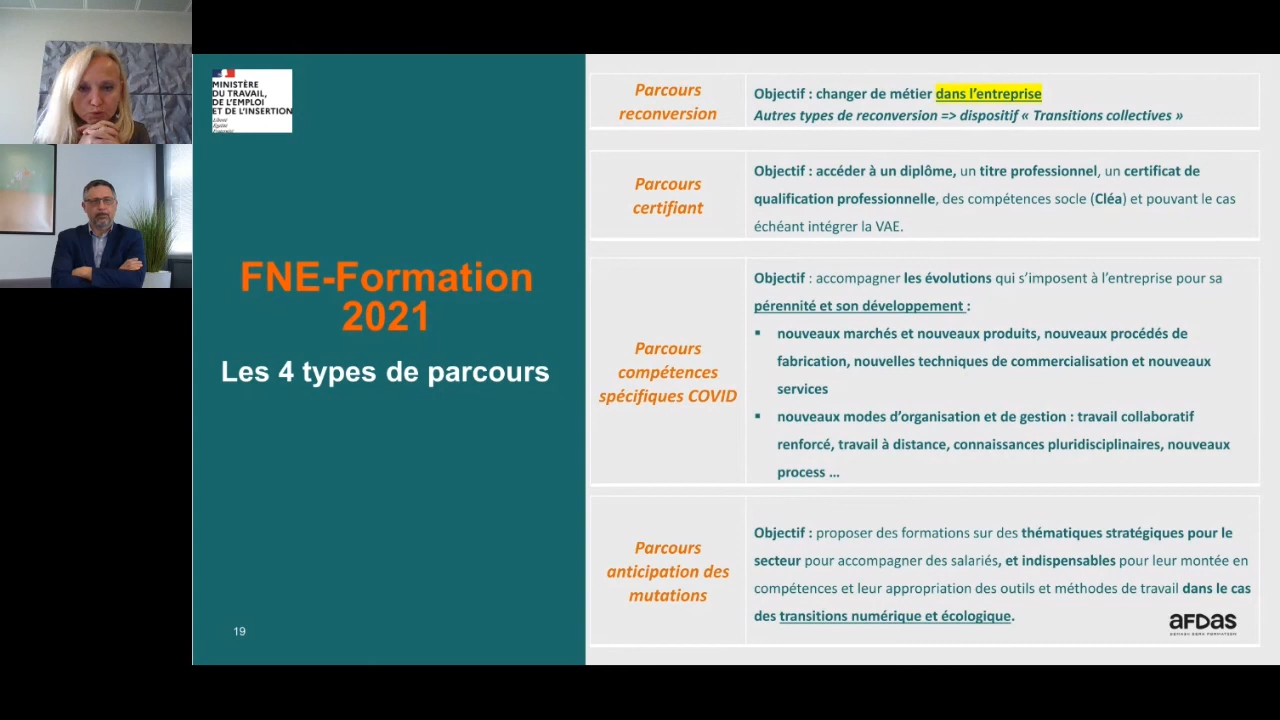 MINISTÈRE
DU TRAVAIL,
DE L'EMPLOI
ET DE L'INSERTION
Liberté
Égalité
Fraternité
FNE-Formation
2021
Les 4 types de parcours
19
Parcours
reconversion
Objectif : changer de métier dans l'entreprise
Autres types de reconversion => dispositif « Transitions collectives »
Parcours
certifiant
Objectif : accéder à un diplôme, un titre professionnel, un certificat de
qualification professionnelle, des compétences socle (Cléa) et pouvant le cas
échéant intégrer la VAE.
Parcours
compétences
spécifiques COVID
Objectif : accompagner les évolutions qui s'imposent à l'entreprise pour sa
pérennité et son développement :
▪ nouveaux marchés et nouveaux produits, nouveaux procédés de
fabrication, nouvelles techniques de commercialisation et nouveaux
services
▪ nouveaux modes d'organisation et de gestion : travail collaboratif
renforcé, travail à distance, connaissances pluridisciplinaires, nouveaux
process ...
Parcours
anticipation des
mutations
Objectif : proposer des formations sur des thématiques stratégiques pour le
secteur pour accompagner des salariés, et indispensables pour leur montée en
compétences et leur appropriation des outils et méthodes de travail dans le cas
des transitions numérique et écologique.
afdas